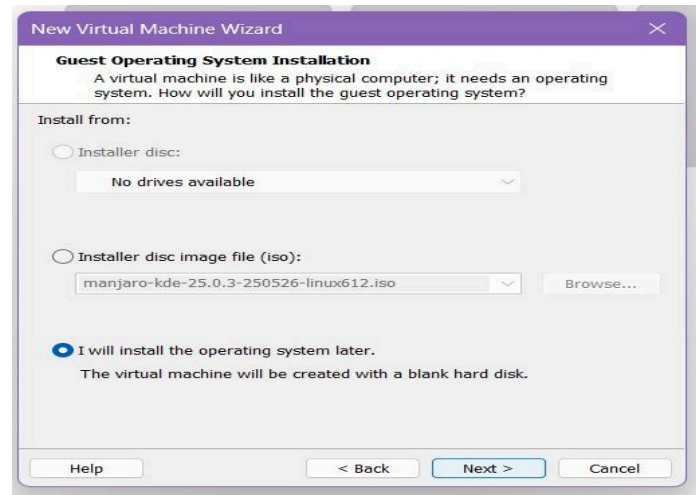 New Virtual Machine Wizard
Guest Operating System Installation
A virtual machine is like a physical computer; it needs an operating
system. How will you install the guest operating system?
Install from:
Installer disc:
No drives available
Installer disc image file (iso):
manjaro-kde-25.0.3-250526-linux612.iso
Browse...
I will install the operating system later.
The virtual machine will be created with a blank hard disk.
Help
< Back
Next >
Cancel